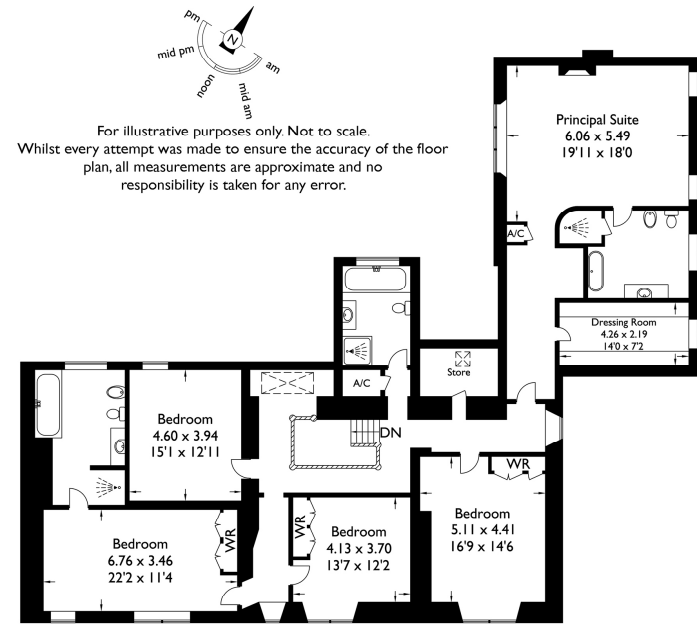 pm
N
mid pm
am
noon
mid am
For illustrative purposes only. Not to scale.
Whilst every attempt was made to ensure the accuracy of the floor
plan, all measurements are approximate and no
responsibility is taken for any error.
Principal Suite
6.06 x 5.49
19'11 x 18'0
A/C
Dressing Room
4.26 x 2.19
14'0 x 7'2
Store
A/C
DN
Bedroom
4.60 x 3.94
15'1 x 12'11
WR
Bedroom
5.11 x 4.41
16'9 x 14'6
WR
Bedroom
4.13 x 3.70
13'7 x 12'2
WR
Bedroom
6.76 x 3.46
22'2 x 11'4